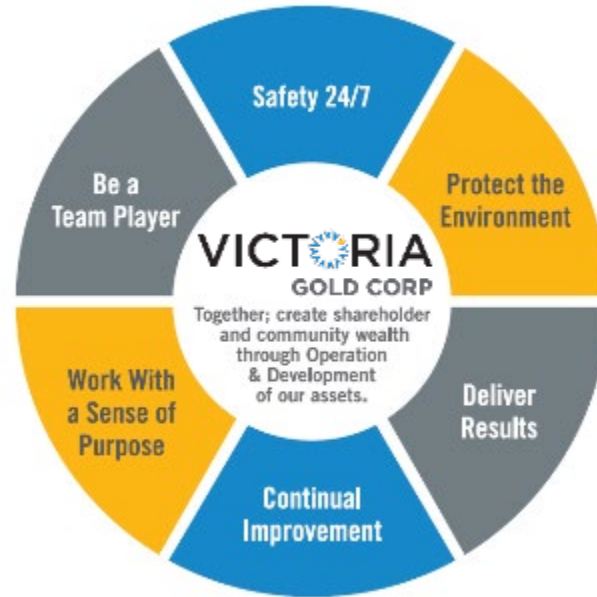 Safety 24/7
Protect the
Environment
Deliver
Results
Continual
Improvement
Work With
a Sense of
Purpose
Be a
Team Player
VICTORIA
GOLD CORP
Together; create shareholder
and community wealth
through Operation
& Development
of our assets.